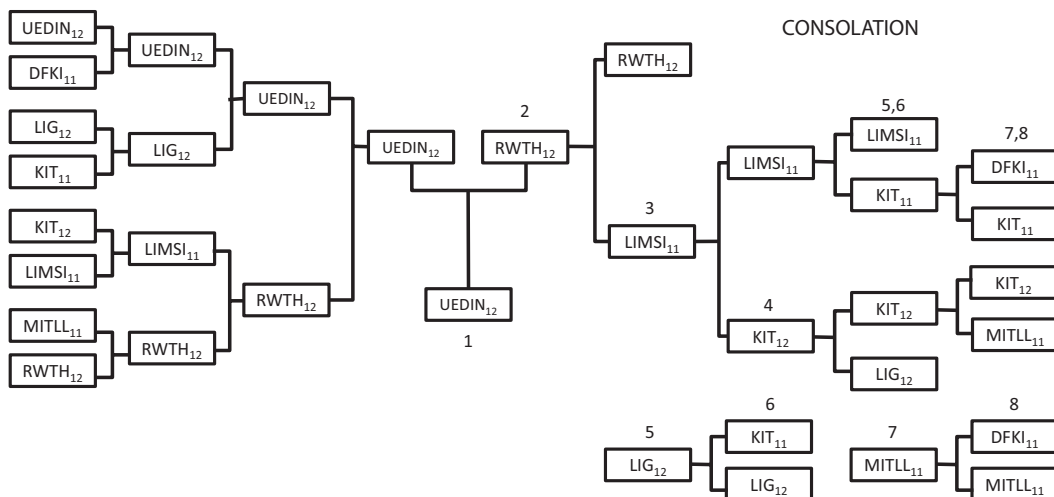 CONSOLATION
UEDIN₁₂
DFKI₁₁
LIG₁₂
KIT₁₁
KIT₁₂
LIMSI₁₁
MITLL₁₁
RWTH₁₂
UEDIN₁₂
LIG₁₂
LIMSI₁₁
RWTH₁₂
UEDIN₁₂
RWTH₁₂
UEDIN₁₂
UEDIN₁₂
1
2
RWTH₁₂
RWTH₁₂
3
LIMSI₁₁
LIMSI₁₁
4
KIT₁₂
5,6
LIMSI₁₁
KIT₁₁
7,8
DFKI₁₁
KIT₁₁
KIT₁₂
LIG₁₂
KIT₁₂
MITLL₁₁
5
LIG₁₂
6
KIT₁₁
LIG₁₂
7
MITLL₁₁
8
DFKI₁₁
MITLL₁₁